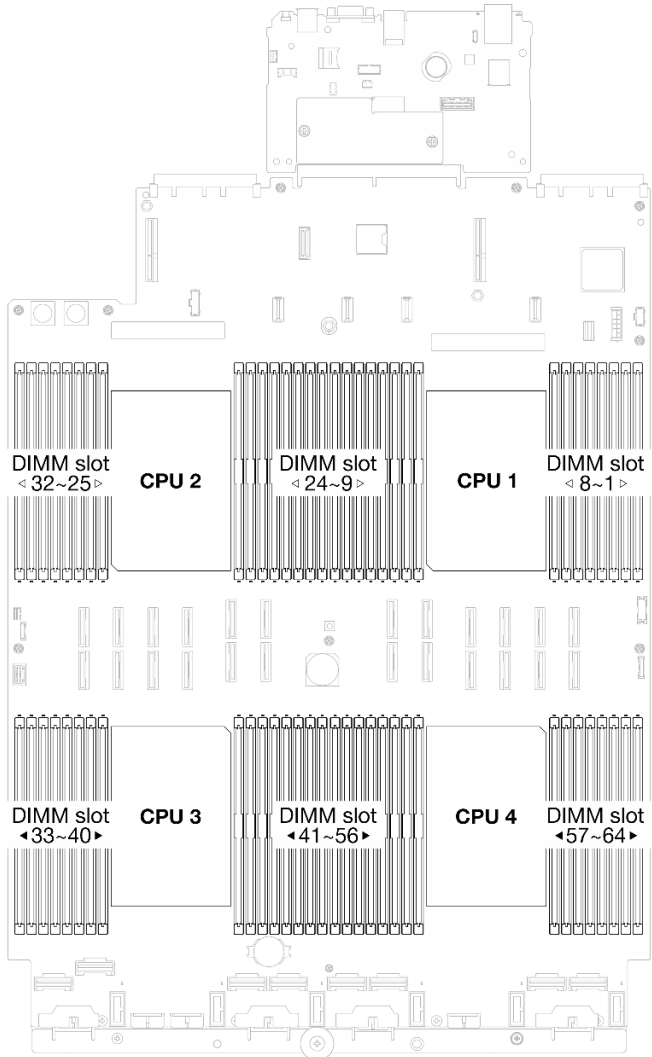 DIMM slot
◁ 32~25 ▷
CPU 2
DIMM slot
◁ 24~9 ▷
CPU 1
DIMM slot
◁ 8~1 ▷
DIMM slot
◀33~40▶
CPU 3
DIMM slot
◀41~56▶
CPU 4
DIMM slot
◀57~64▶